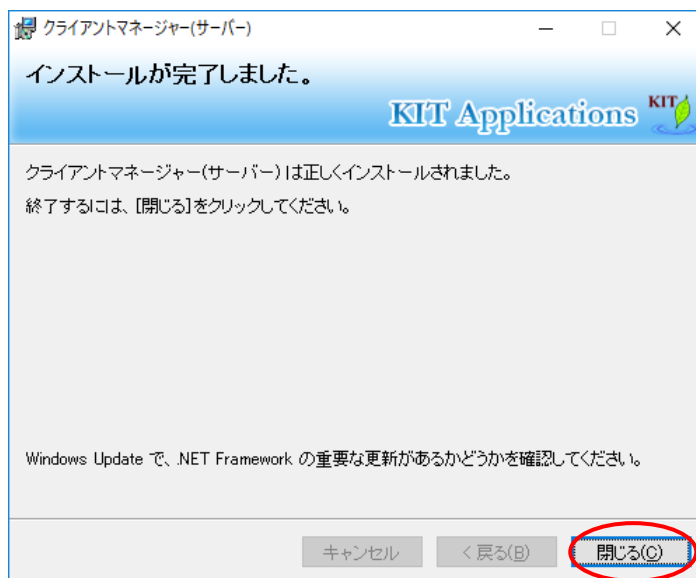 クライアントマネージャー(サーバー)
インストールが完了しました。
KIT Applications
KIT
クライアントマネージャー(サーバー)は正しくインストールされました。
終了するには、[閉じる]をクリックしてください。
Windows Update で、.NET Framework の重要な更新があるかどうかを確認してください。
キャンセル
< 戻る(B)
閉じる(C)